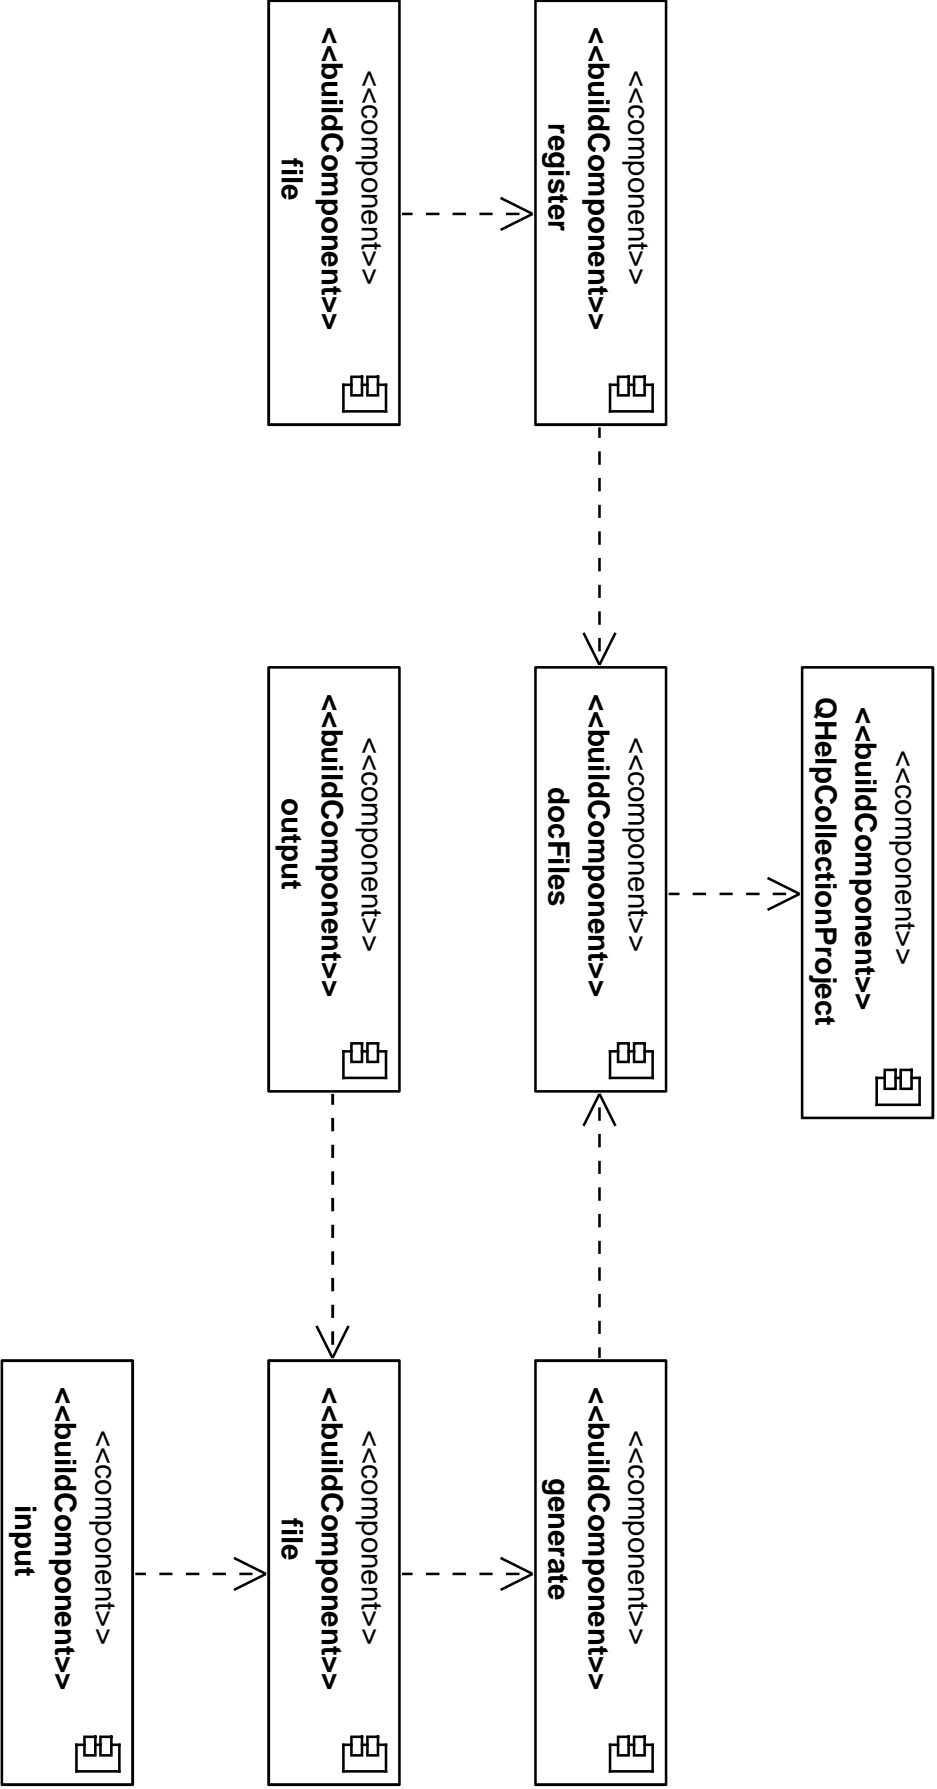 <<component>>
<<buildComponent>>
QHelpCollectionProject
<<component>>
<<buildComponent>>
register
<<component>>
<<buildComponent>>
docFiles
<<component>>
<<buildComponent>>
generate
<<component>>
<<buildComponent>>
file
<<component>>
<<buildComponent>>
output
<<component>>
<<buildComponent>>
file
<<component>>
<<buildComponent>>
input